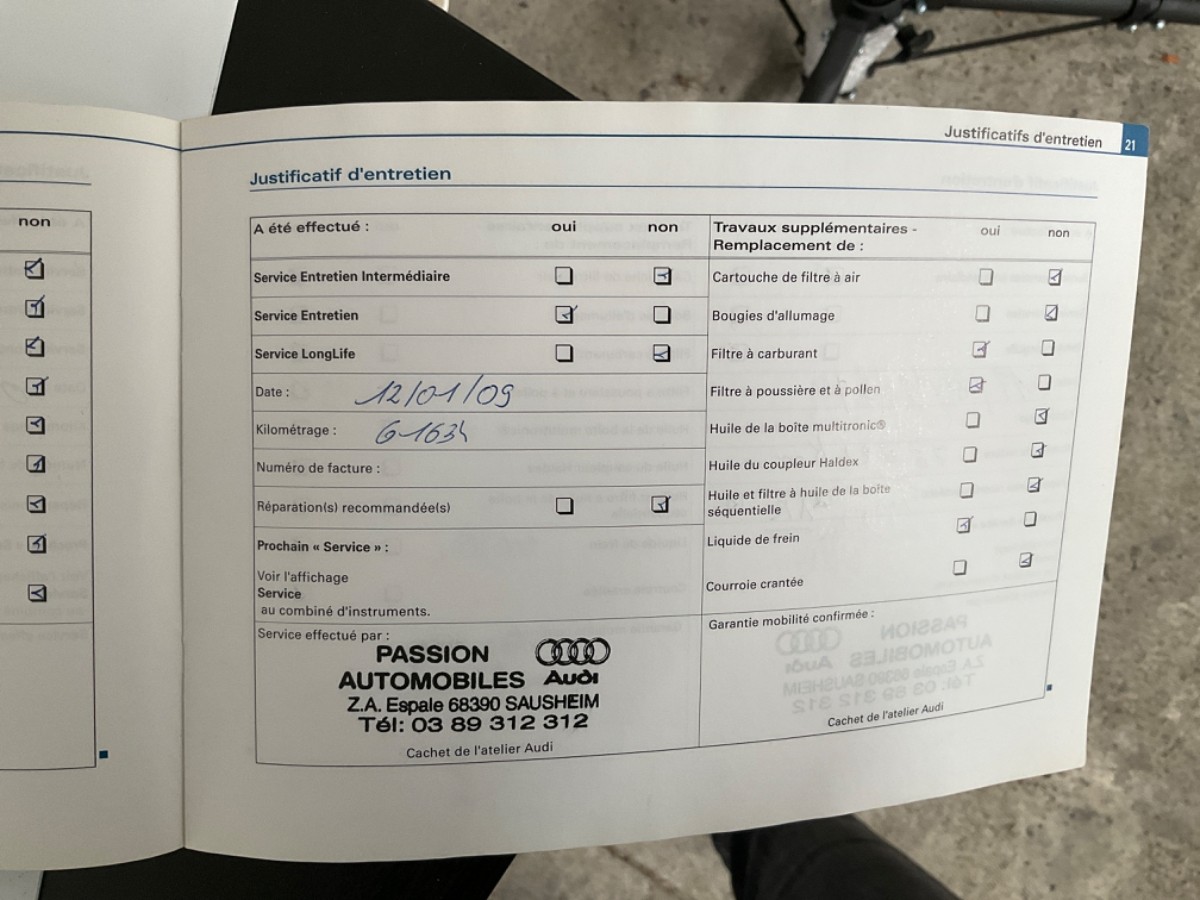 Justificatifs d'entretien 21
non
Justificatif d'entretien
A été effectué : oui non
Service Entretien Intermédiaire
Service Entretien
Service LongLife
Date : 12/01/09
Kilométrage : 61634
Numéro de facture :
Réparation(s) recommandée(s)
Prochain « Service » :
Voir l'affichage
Service
au combiné d'instruments.
Service effectué par :
PASSION
AUTOMOBILES Audi
Z.A. Espale 68390 SAUSHEIM
Tél: 03 89 312 312
Cachet de l'atelier Audi
Travaux supplémentaires - oui non
Remplacement de :
Cartouche de filtre à air
Bougies d'allumage
Filtre à carburant
Filtre à poussière et à pollen
Huile de la boîte multitronic®
Huile du coupleur Haldex
Huile et filtre à huile de la boîte
séquentielle
Liquide de frein
Courroie crantée
Garantie mobilité confirmée :
Cachet de l'atelier Audi